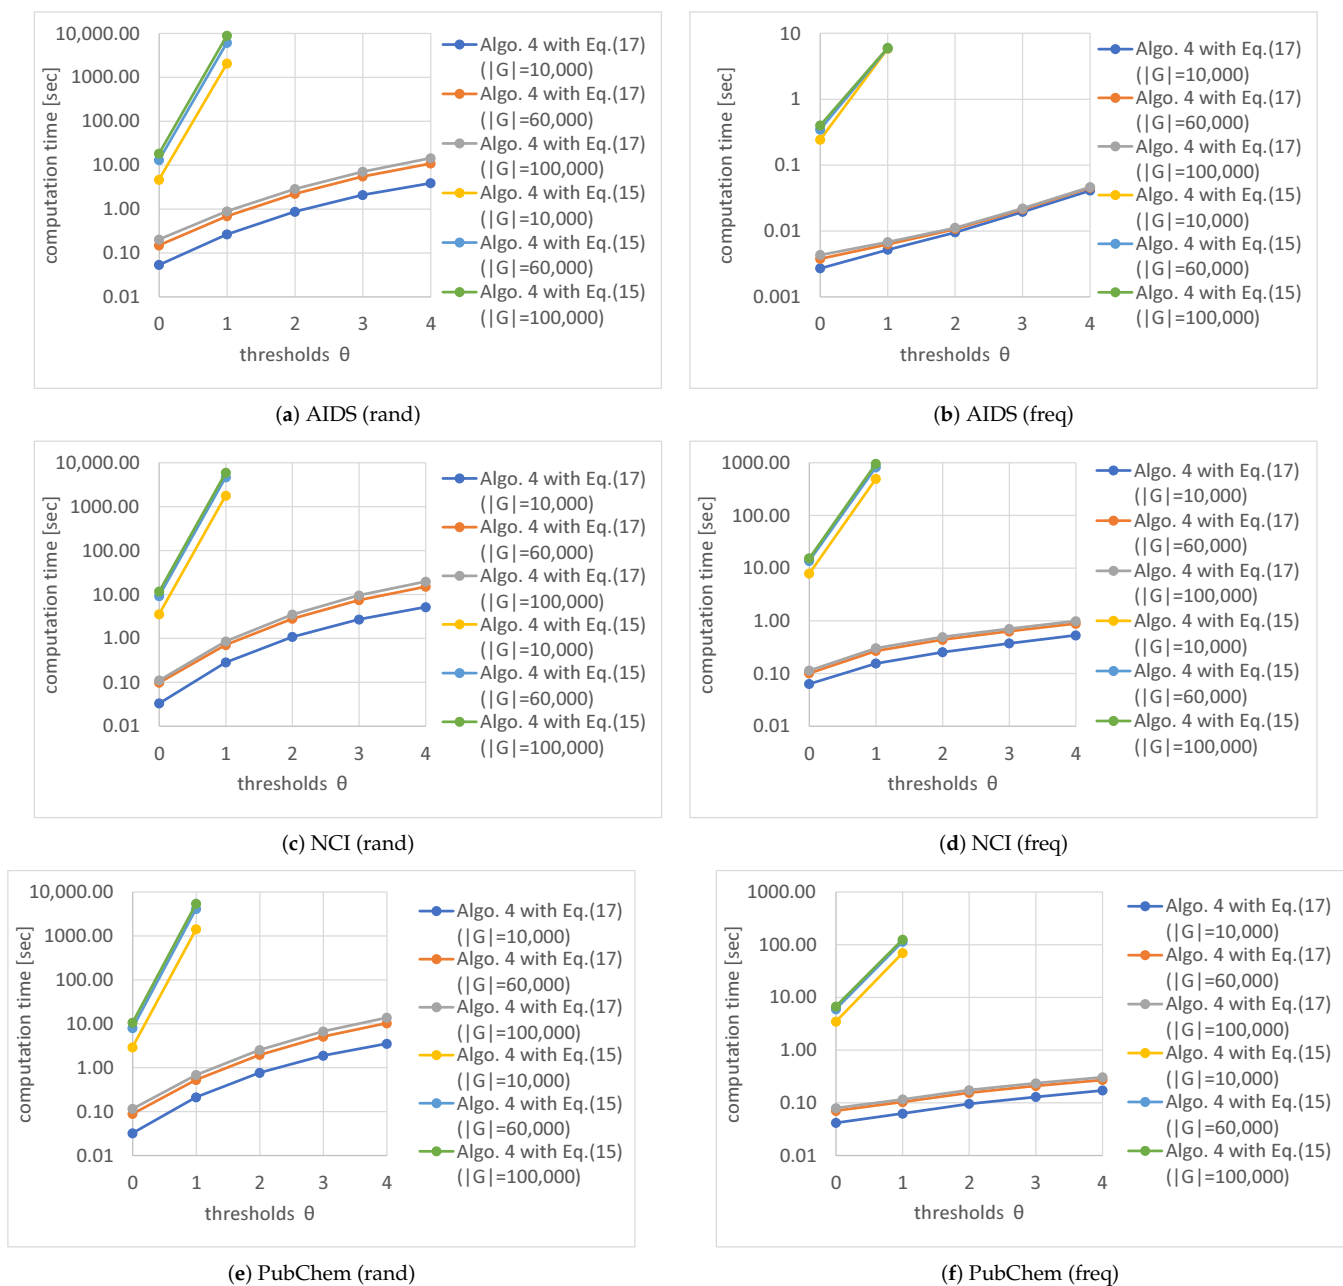 10,000.00
1000.00
100.00
10.00
1.00
0.10
0.01
0 1 2 3 4
thresholds θ
computation time [sec]
Algo. 4 with Eq.(17)
(|G|=10,000)
Algo. 4 with Eq.(17)
(|G|=60,000)
Algo. 4 with Eq.(17)
(|G|=100,000)
Algo. 4 with Eq.(15)
(|G|=10,000)
Algo. 4 with Eq.(15)
(|G|=60,000)
Algo. 4 with Eq.(15)
(|G|=100,000)
(a) AIDS (rand)
10
1
0.1
0.01
0.001
0 1 2 3 4
thresholds θ
computation time [sec]
Algo. 4 with Eq.(17)
(|G|=10,000)
Algo. 4 with Eq.(17)
(|G|=60,000)
Algo. 4 with Eq.(17)
(|G|=100,000)
Algo. 4 with Eq.(15)
(|G|=10,000)
Algo. 4 with Eq.(15)
(|G|=60,000)
Algo. 4 with Eq.(15)
(|G|=100,000)
(b) AIDS (freq)
10,000.00
1000.00
100.00
10.00
1.00
0.10
0.01
0 1 2 3 4
thresholds θ
computation time [sec]
Algo. 4 with Eq.(17)
(|G|=10,000)
Algo. 4 with Eq.(17)
(|G|=60,000)
Algo. 4 with Eq.(17)
(|G|=100,000)
Algo. 4 with Eq.(15)
(|G|=10,000)
Algo. 4 with Eq.(15)
(|G|=60,000)
Algo. 4 with Eq.(15)
(|G|=100,000)
(c) NCI (rand)
1000.00
100.00
10.00
1.00
0.10
0.01
0 1 2 3 4
thresholds θ
computation time [sec]
Algo. 4 with Eq.(17)
(|G|=10,000)
Algo. 4 with Eq.(17)
(|G|=60,000)
Algo. 4 with Eq.(17)
(|G|=100,000)
Algo. 4 with Eq.(15)
(|G|=10,000)
Algo. 4 with Eq.(15)
(|G|=60,000)
Algo. 4 with Eq.(15)
(|G|=100,000)
(d) NCI (freq)
10,000.00
1000.00
100.00
10.00
1.00
0.10
0.01
0 1 2 3 4
thresholds θ
computation time [sec]
Algo. 4 with Eq.(17)
(|G|=10,000)
Algo. 4 with Eq.(17)
(|G|=60,000)
Algo. 4 with Eq.(17)
(|G|=100,000)
Algo. 4 with Eq.(15)
(|G|=10,000)
Algo. 4 with Eq.(15)
(|G|=60,000)
Algo. 4 with Eq.(15)
(|G|=100,000)
(e) PubChem (rand)
1000.00
100.00
10.00
1.00
0.10
0.01
0 1 2 3 4
thresholds θ
computation time [sec]
Algo. 4 with Eq.(17)
(|G|=10,000)
Algo. 4 with Eq.(17)
(|G|=60,000)
Algo. 4 with Eq.(17)
(|G|=100,000)
Algo. 4 with Eq.(15)
(|G|=10,000)
Algo. 4 with Eq.(15)
(|G|=60,000)
Algo. 4 with Eq.(15)
(|G|=100,000)
(f) PubChem (freq)